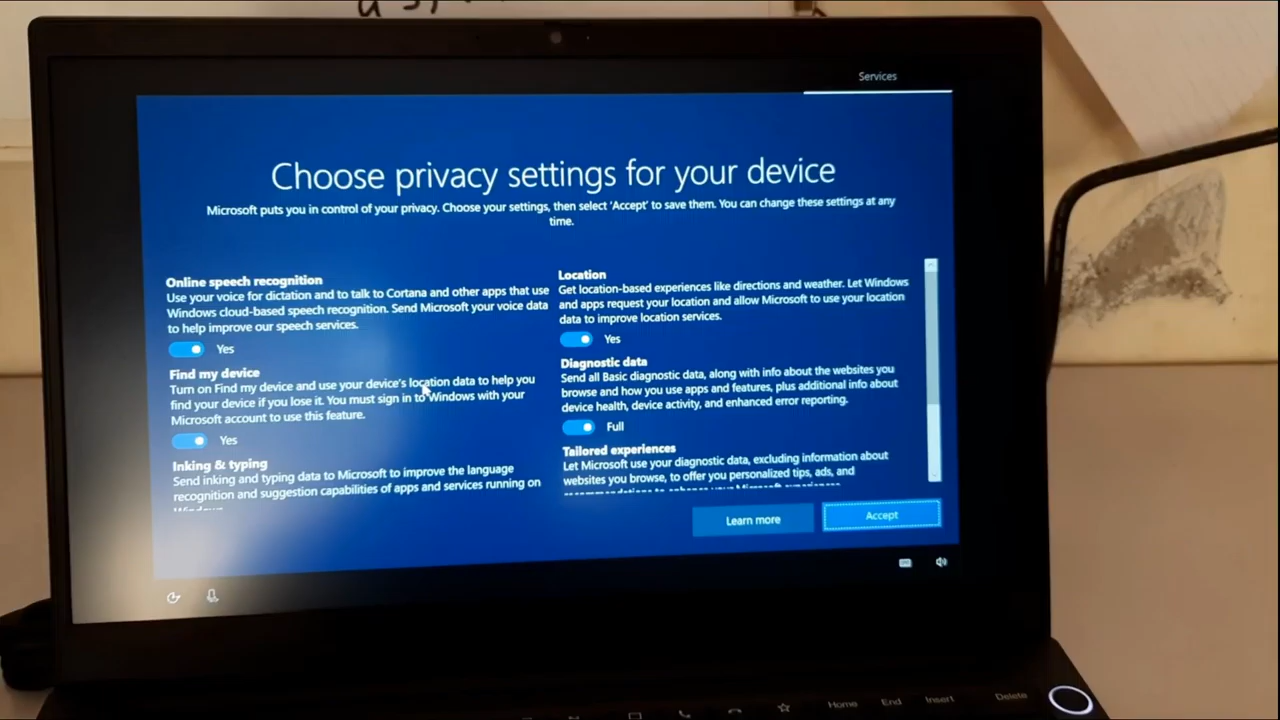 Services
Choose privacy settings for your device
Microsoft puts you in control of your privacy. Choose your settings, then select 'Accept' to save them. You can change these settings at any
time.
Online speech recognition
Use your voice for dictation and to talk to Cortana and other apps that use
Windows cloud-based speech recognition. Send Microsoft your voice data
to help improve our speech services.
Yes
Find my device
Turn on Find my device and use your device's location data to help you
find your device if you lose it. You must sign in to Windows with your
Microsoft account to use this feature.
Yes
Inking & typing
Send inking and typing data to Microsoft to improve the language
recognition and suggestion capabilities of apps and services running on
Location
Get location-based experiences like directions and weather. Let Windows
and apps request your location and allow Microsoft to use your location
data to improve location services.
Yes
Diagnostic data
Send all Basic diagnostic data, along with info about the websites you
browse and how you use apps and features, plus additional info about
device health, device activity, and enhanced error reporting.
Full
Tailored experiences
Let Microsoft use your diagnostic data, excluding information about
websites you browse, to offer you personalized tips, ads, and
Learn more
Accept
Home
End
Insert
Delete